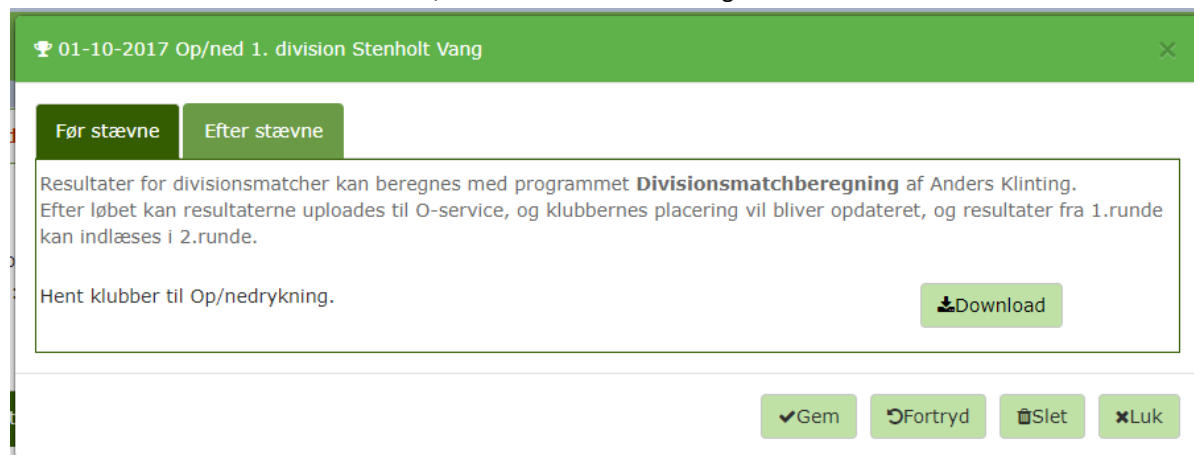 01-10-2017 Op/ned 1. division Stenholt Vang
Før stævne Efter stævne
Resultater for divisionsmatcher kan beregnes med programmet Divisionsmatchberegning af Anders Klinting.
Efter løbet kan resultaterne uploades til O-service, og klubbernes placering vil bliver opdateret, og resultater fra 1.runde
kan indlæses i 2.runde.
Hent klubber til Op/nedrykning.
Download
Gem Fortryd Slet Luk